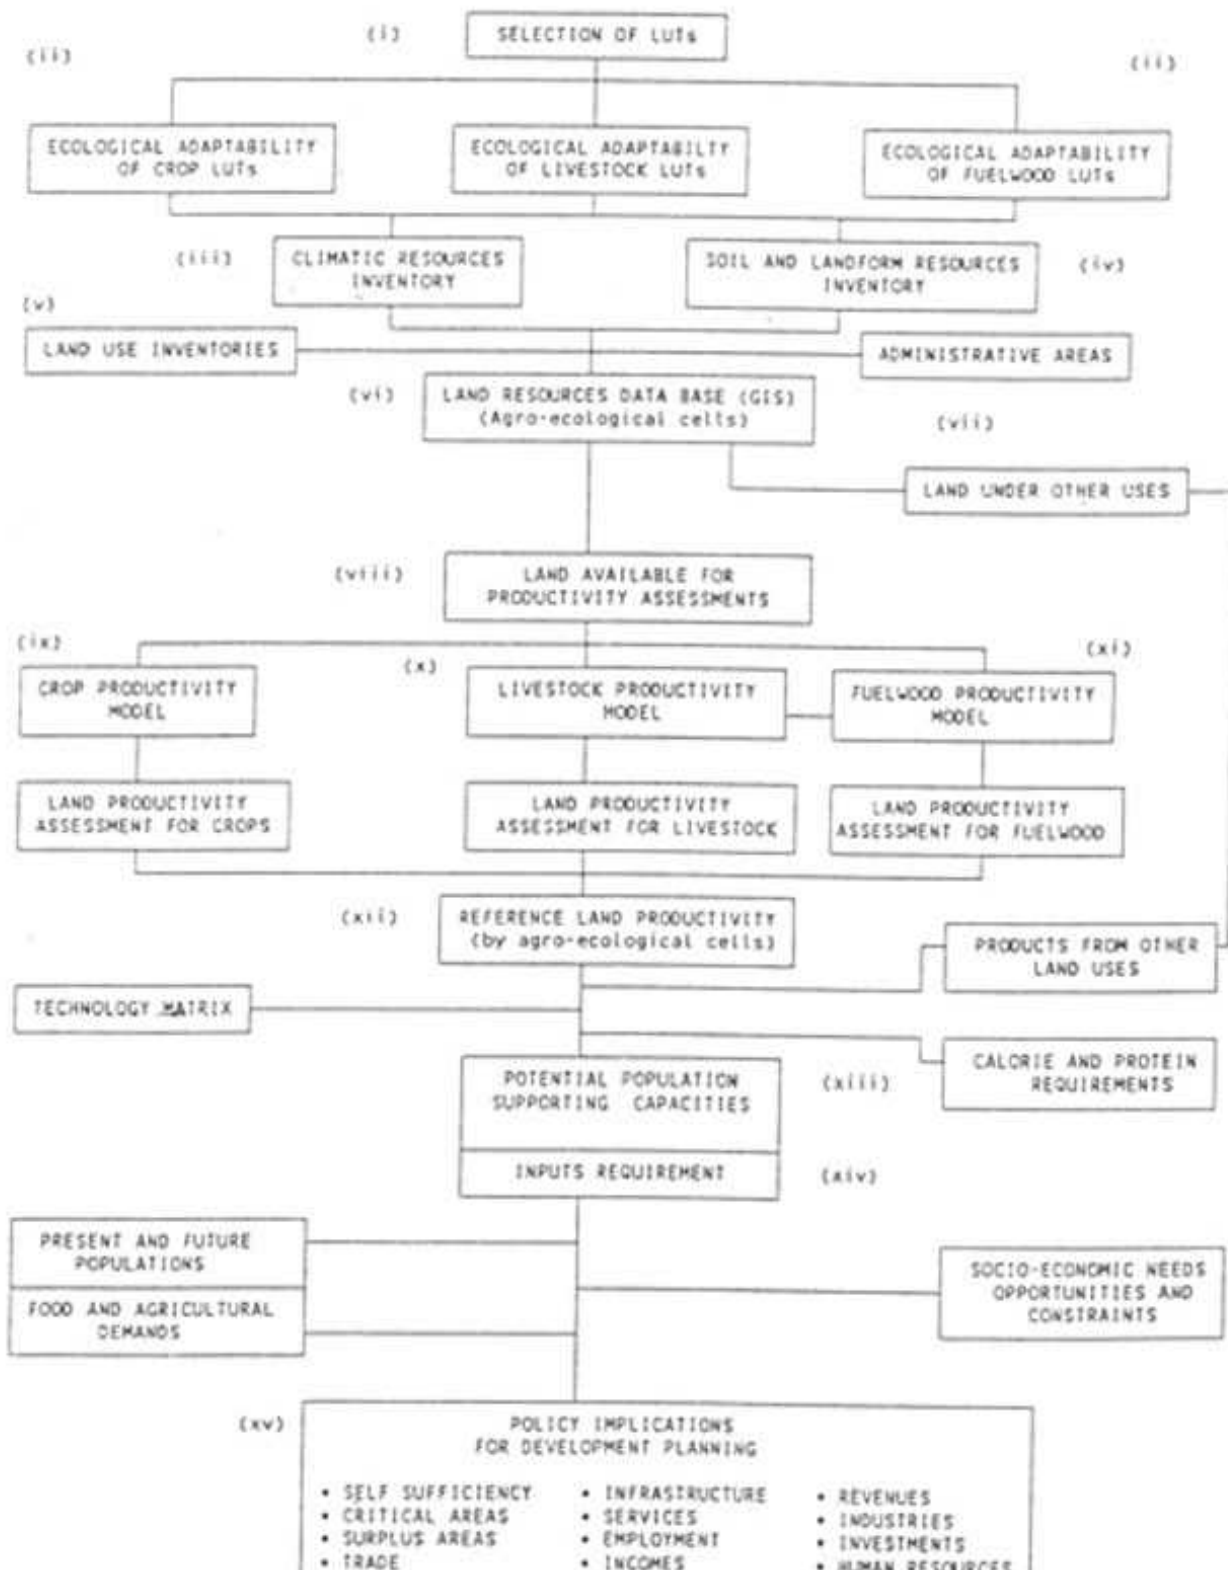 (i)
SELECTION OF LUTs
(ii)
(ii)
ECOLOGICAL ADAPTABILITY
OF CROP LUTs
ECOLOGICAL ADAPTABILTY
OF LIVESTOCK LUTs
ECOLOGICAL ADAPTABILITY
OF FUELWOOD LUTs
(iii)
CLIMATIC RESOURCES
INVENTORY
SOIL AND LANDFORM RESOURCES
INVENTORY
(iv)
(v)
LAND USE INVENTORIES
ADMINISTRATIVE AREAS
(vi)
LAND RESOURCES DATA BASE (GIS)
(Agro-ecological cells)
(vii)
LAND UNDER OTHER USES
(viii)
LAND AVAILABLE FOR
PRODUCTIVITY ASSESSMENTS
(ix)
CROP PRODUCTIVITY
MODEL
(x)
LIVESTOCK PRODUCTIVITY
MODEL
(xi)
FUELWOOD PRODUCTIVITY
MODEL
LAND PRODUCTIVITY
ASSESSMENT FOR CROPS
LAND PRODUCTIVITY
ASSESSMENT FOR LIVESTOCK
LAND PRODUCTIVITY
ASSESSMENT FOR FUELWOOD
(xii)
REFERENCE LAND PRODUCTIVITY
(by agro-ecological cells)
PRODUCTS FROM OTHER
LAND USES
TECHNOLOGY MATRIX
POTENTIAL POPULATION
SUPPORTING CAPACITIES
(xiii)
CALORIE AND PROTEIN
REQUIREMENTS
INPUTS REQUIREMENT
(xiv)
PRESENT AND FUTURE
POPULATIONS
FOOD AND AGRICULTURAL
DEMANDS
SOCIO-ECONOMIC NEEDS
OPPORTUNITIES AND
CONSTRAINTS
(xv)
POLICY IMPLICATIONS
FOR DEVELOPMENT PLANNING
• SELF SUFFICIENCY
• CRITICAL AREAS
• SURPLUS AREAS
• TRADE
• INFRASTRUCTURE
• SERVICES
• EMPLOYMENT
• INCOMES
• REVENUES
• INDUSTRIES
• INVESTMENTS
• HUMAN RESOURCES